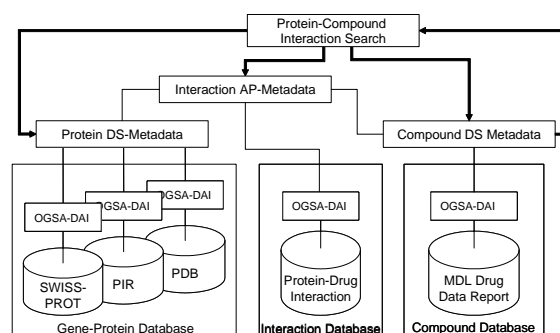 Protein-Compound
Interaction Search
Interaction AP-Metadata
Protein DS-Metadata
Compound DS Metadata
OGSA-DAI
OGSA-DAI
OGSA-DAI
OGSA-DAI
OGSA-DAI
SWISS-
PROT
PIR
PDB
Protein-Drug
Interaction
MDL Drug
Data Report
Gene-Protein Database
Interaction Database
Compound Database